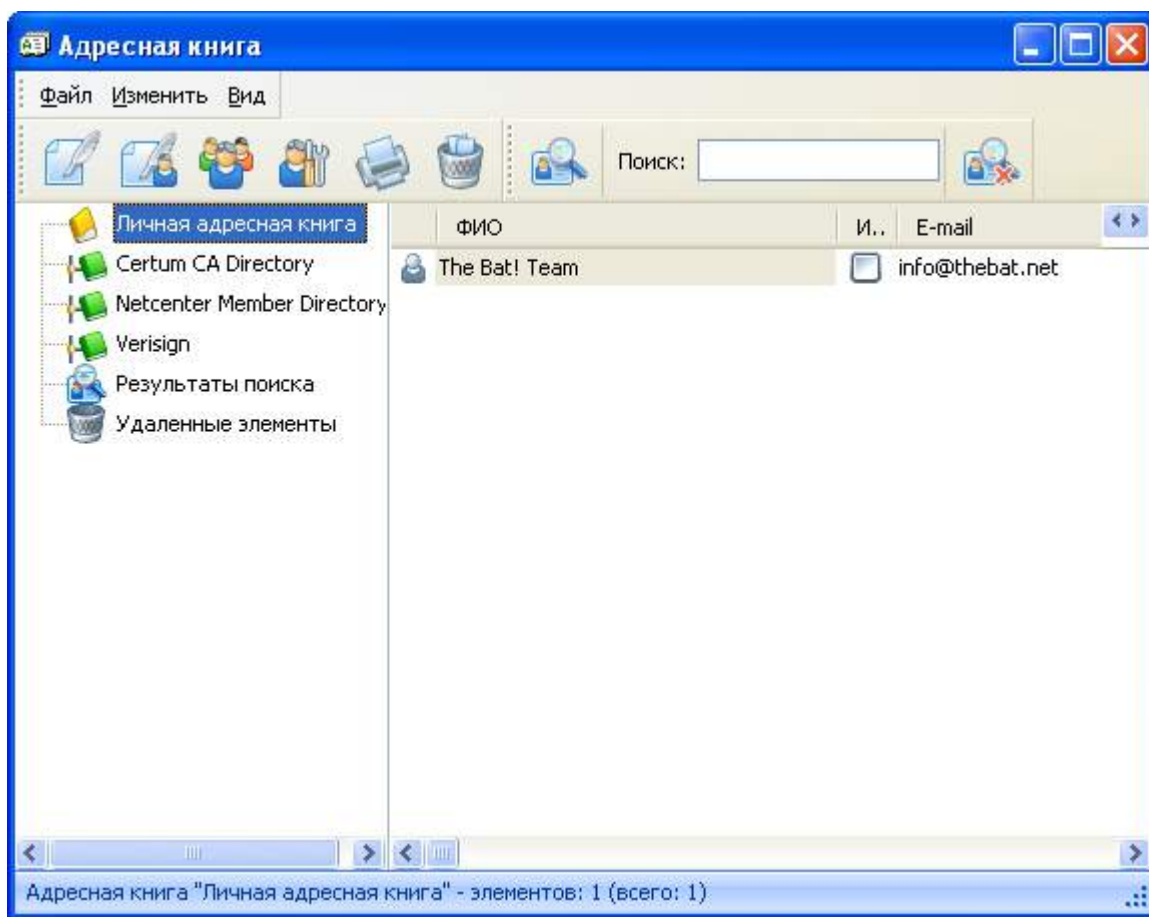 Адресная книга
Файл Изменить Вид
Поиск:
Личная адресная книга
Certum CA Directory
Netcenter Member Directory
Verisign
Результаты поиска
Удаленные элементы
ФИО И.. E-mail
The Bat! Team info@thebat.net
Адресная книга "Личная адресная книга" - элементов: 1 (всего: 1)